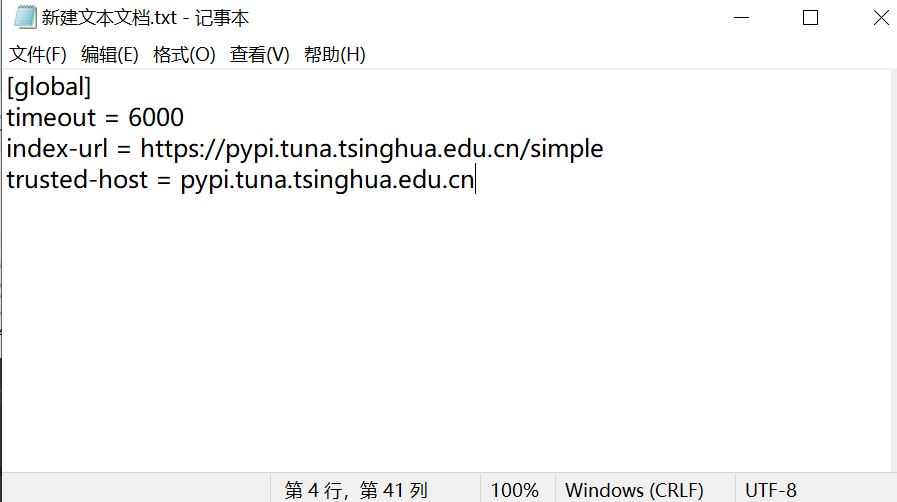 新建文本文档.txt - 记事本
文件(F) 编辑(E) 格式(O) 查看(V) 帮助(H)
[global]
timeout = 6000
index-url = https://pypi.tuna.tsinghua.edu.cn/simple
trusted-host = pypi.tuna.tsinghua.edu.cn
第 4 行，第 41 列 100% Windows (CRLF) UTF-8